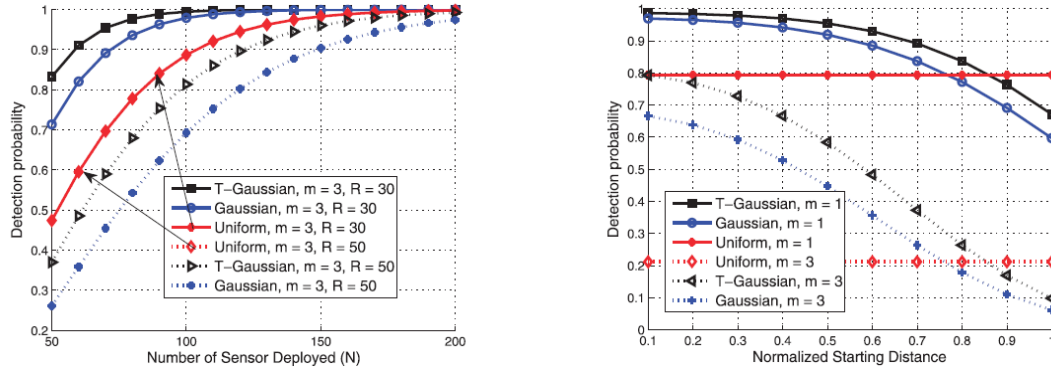 1
0.9
0.8
0.7
0.6
0.5
0.4
0.3
0.2
50
100
150
200
Detection probability
Number of Sensor Deployed (N)
T-Gaussian, m = 3, R = 30
Gaussian, m = 3, R = 30
Uniform, m = 3, R = 30
Uniform, m = 3, R = 50
T-Gaussian, m = 3, R = 50
Gaussian, m = 3, R = 50
1
0.9
0.8
0.7
0.6
0.5
0.4
0.3
0.2
0.1
0
0.1
0.2
0.3
0.4
0.5
0.6
0.7
0.8
0.9
1
Detection probability
Normalized Starting Distance
T-Gaussian, m = 1
Gaussian, m = 1
Uniform, m = 1
Uniform, m = 3
T-Gaussian, m = 3
Gaussian, m = 3